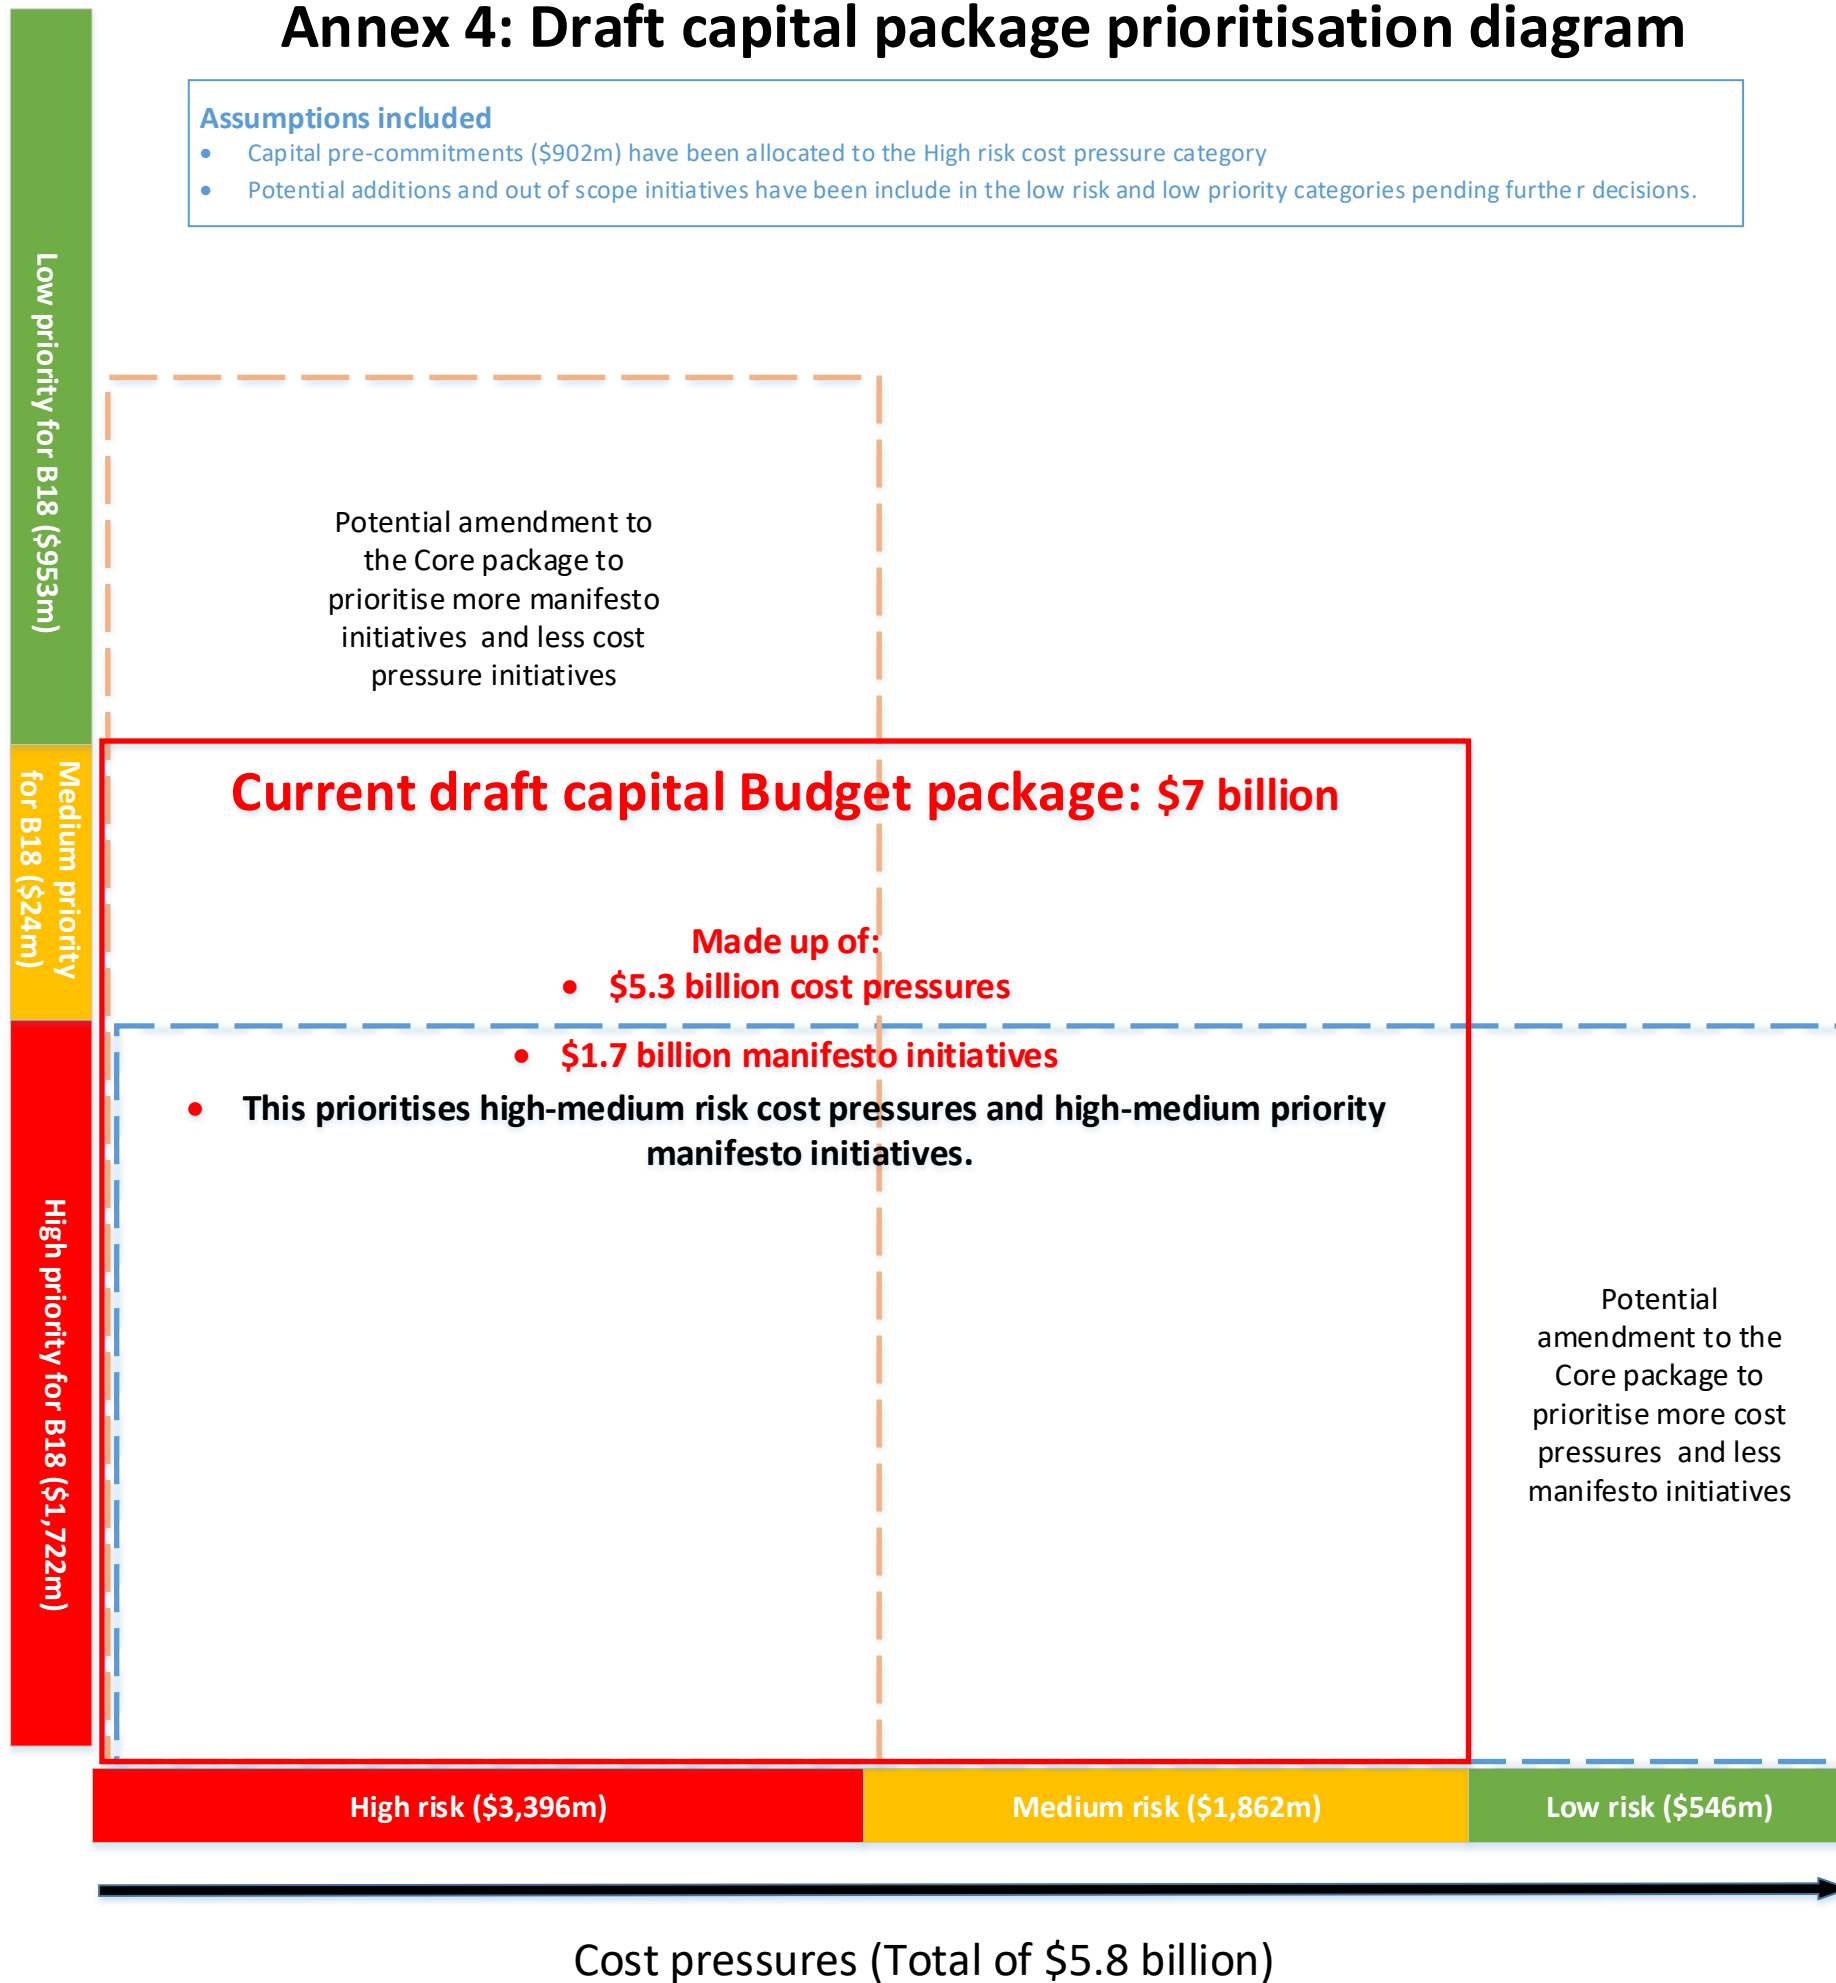 Annex 4: Draft capital package prioritisation diagram
Assumptions included
• Capital pre-commitments ($902m) have been allocated to the High risk cost pressure category
• Potential additions and out of scope initiatives have been include in the low risk and low priority categories pending further decisions.
Low priority for B18 ($953m)
Potential amendment to
the Core package to
prioritise more manifesto
initiatives and less cost
pressure initiatives
Medium priority
for B18 ($24m)
Current draft capital Budget package: $7 billion
Made up of:
• $5.3 billion cost pressures
• $1.7 billion manifesto initiatives
• This prioritises high-medium risk cost pressures and high-medium priority
manifesto initiatives.
High priority for B18 ($1,722m)
Potential
amendment to the
Core package to
prioritise more cost
pressures and less
manifesto initiatives
High risk ($3,396m)
Medium risk ($1,862m)
Low risk ($546m)
Cost pressures (Total of $5.8 billion)